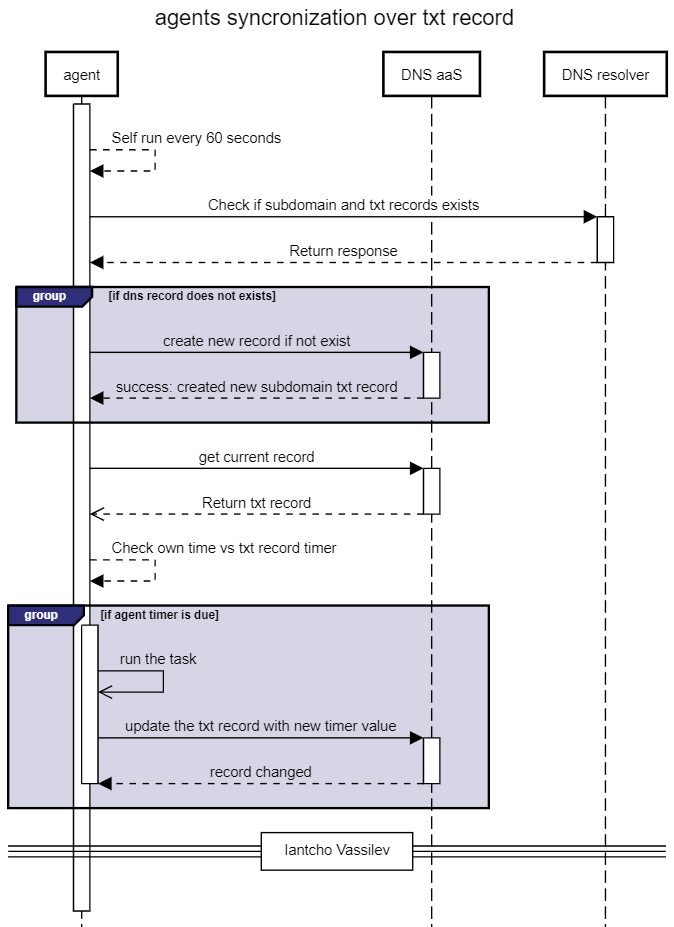 agents syncronization over txt record
agent
DNS aaS
DNS resolver
Self run every 60 seconds
Check if subdomain and txt records exists
Return response
group
[if dns record does not exists]
create new record if not exist
success: created new subdomain txt record
get current record
Return txt record
Check own time vs txt record timer
group
[if agent timer is due]
run the task
update the txt record with new timer value
record changed
Iantcho Vassilev